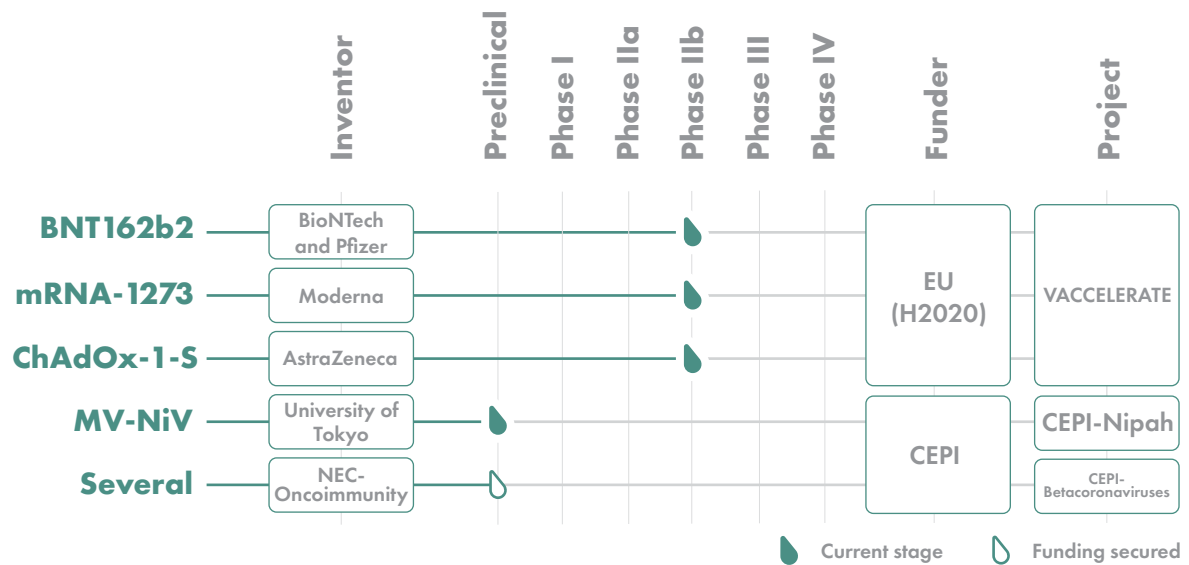 Inventor
Preclinical
Phase I
Phase IIa
Phase IIb
Phase III
Phase IV
Funder
Project
BNT162b2
BioNTech
and Pfizer
mRNA-1273
Moderna
ChAdOx-1-S
AstraZeneca
EU
(H2020)
VACCELERATE
MV-NiV
University of
Tokyo
CEPI-Nipah
Several
NEC-
Oncoimmunity
CEPI
CEPI-
Betacoronaviruses
Current stage
Funding secured